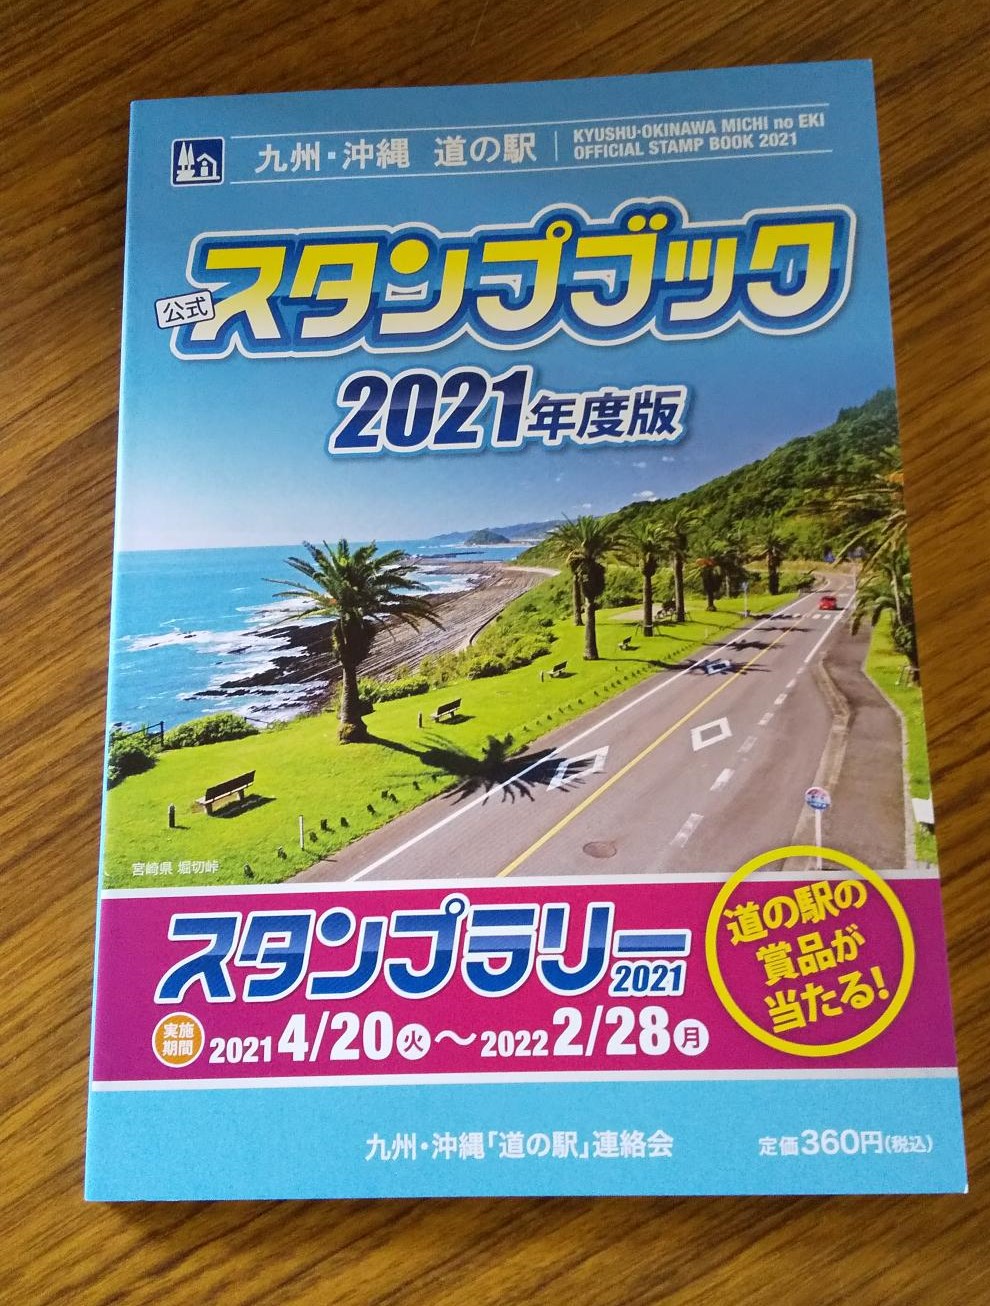 九州・沖縄 道の駅
KYUSHU・OKINAWA MICHI no EKI
OFFICIAL STAMP BOOK 2021
公式
スタンプブック
2021年度版
宮崎県 堀切峠
スタンプラリー
2021
実施
期間
2021 4/20(火)～2022 2/28(月)
道の駅の
賞品が
当たる!
九州・沖縄「道の駅」連絡会
定価360円(税込)